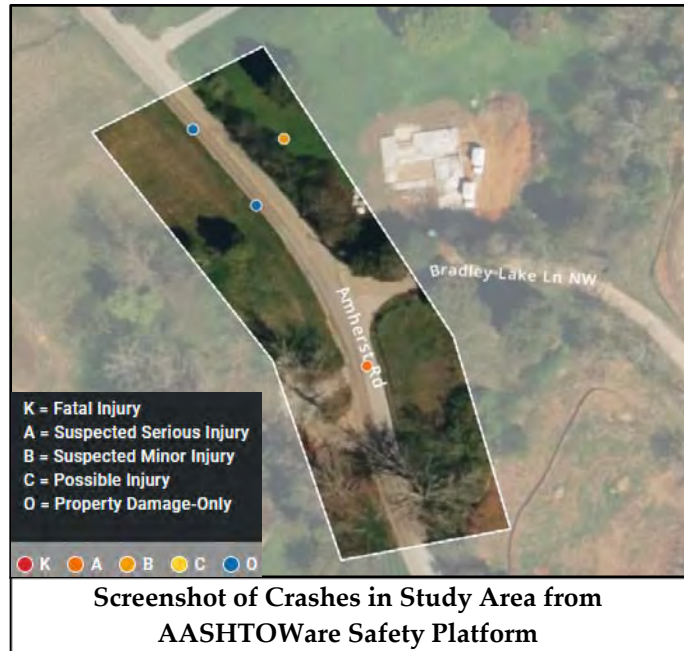 Bradley Lake Ln NW
Amherst Rd
K = Fatal Injury
A = Suspected Serious Injury
B = Suspected Minor Injury
C = Possible Injury
O = Property Damage-Only
K A B C O
Screenshot of Crashes in Study Area from
AASHTOWare Safety Platform